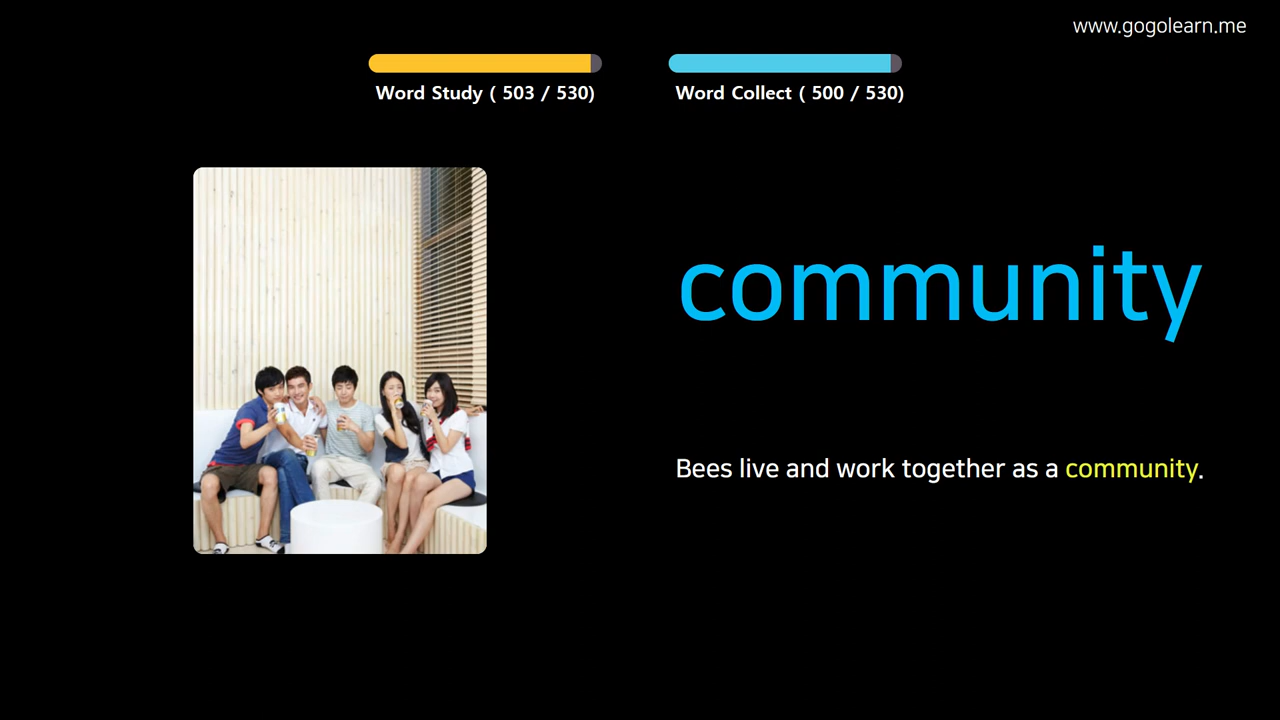 www.gogolearn.me
Word Study ( 503 / 530)
Word Collect ( 500 / 530)
community
Bees live and work together as a community.